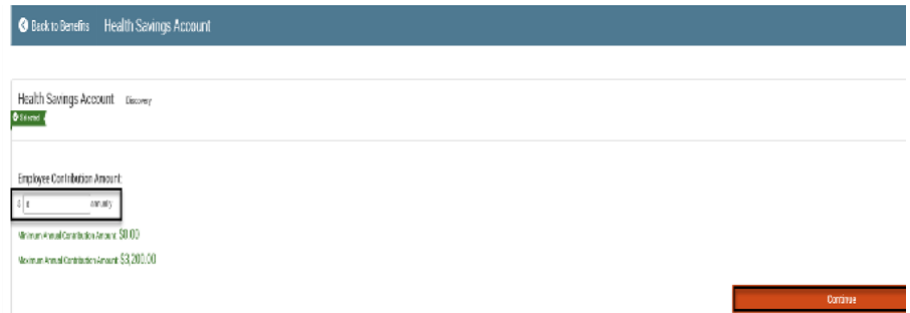 Back to Benefits Health Savings Account
Health Savings Account Discovery
Selected
Employee Contribution Amount:
$ annually
Minimum Annual Contribution Amount: $0.00
Maximum Annual Contribution Amount: $3,200.00
Continue